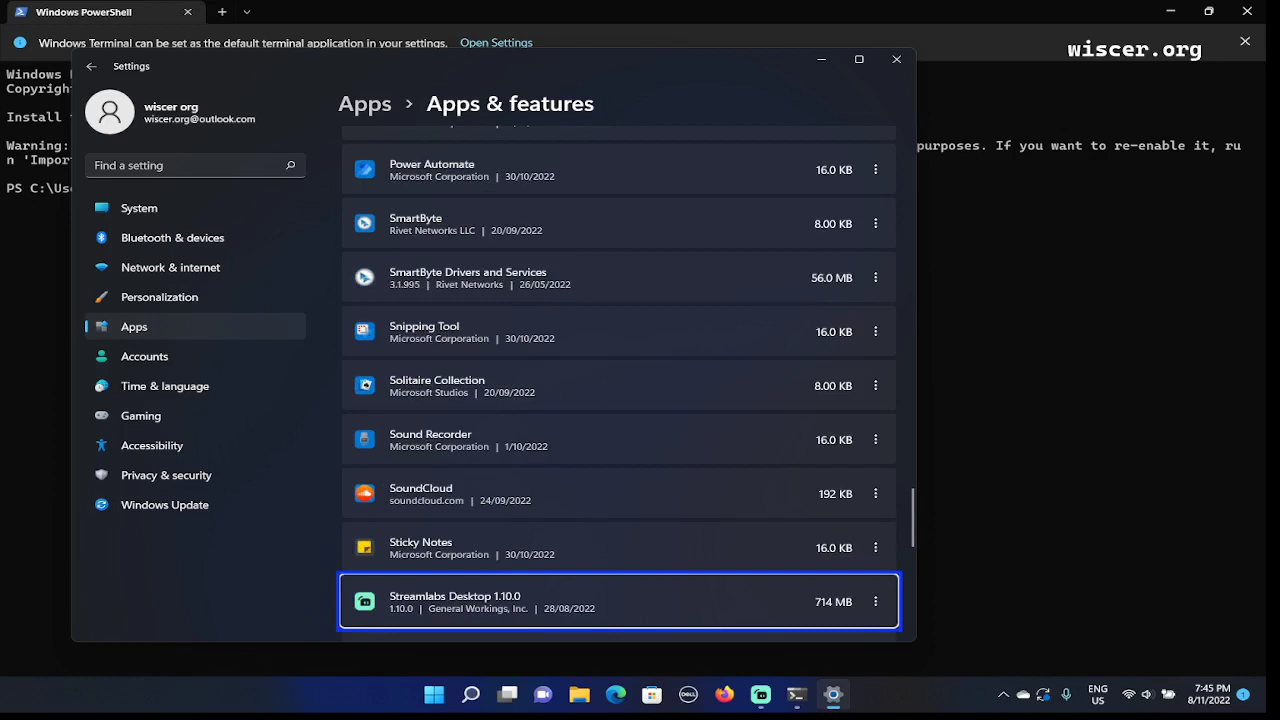 Windows PowerShell
Windows Terminal can be set as the default terminal application in your settings. Open Settings
wiscer.org
Windows
Copyrigh
Install
Warning: purposes. If you want to re-enable it, ru
n 'Impor
PS C:\Us
Settings
wiscer org
wiscer.org@outlook.com
Find a setting
System
Bluetooth & devices
Network & internet
Personalization
Apps
Accounts
Time & language
Gaming
Accessibility
Privacy & security
Windows Update
Apps > Apps & features
Power Automate
Microsoft Corporation | 30/10/2022
16.0 KB
SmartByte
Rivet Networks LLC | 20/09/2022
8.00 KB
SmartByte Drivers and Services
3.1.995 | Rivet Networks | 26/05/2022
56.0 MB
Snipping Tool
Microsoft Corporation | 30/10/2022
16.0 KB
Solitaire Collection
Microsoft Studios | 20/09/2022
8.00 KB
Sound Recorder
Microsoft Corporation | 1/10/2022
16.0 KB
SoundCloud
soundcloud.com | 24/09/2022
192 KB
Sticky Notes
Microsoft Corporation | 30/10/2022
16.0 KB
Streamlabs Desktop 1.10.0
1.10.0 | General Workings, Inc. | 28/08/2022
714 MB
DELL
ENG
US
7:45 PM
8/11/2022
1